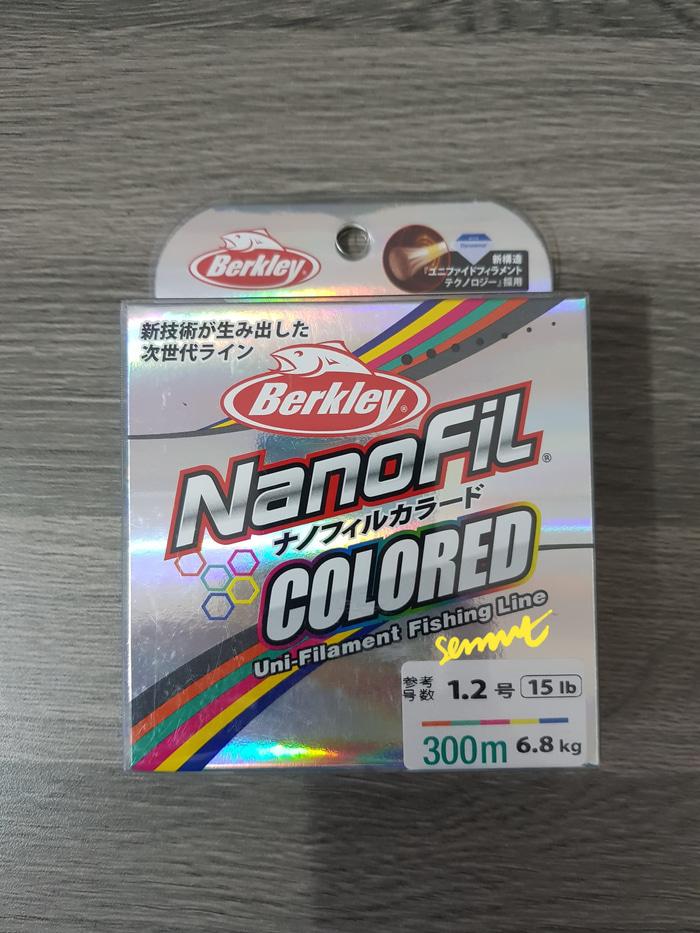 Berkley
新構造
『ユニファイドフィラメント
テクノロジー』採用
新技術が生み出した
次世代ライン
Berkley®
NanoFil®
ナノフィルカラード
COLORED
Uni-Filament Fishing Line
参考号数 1.2号 15 lb
300m 6.8kg